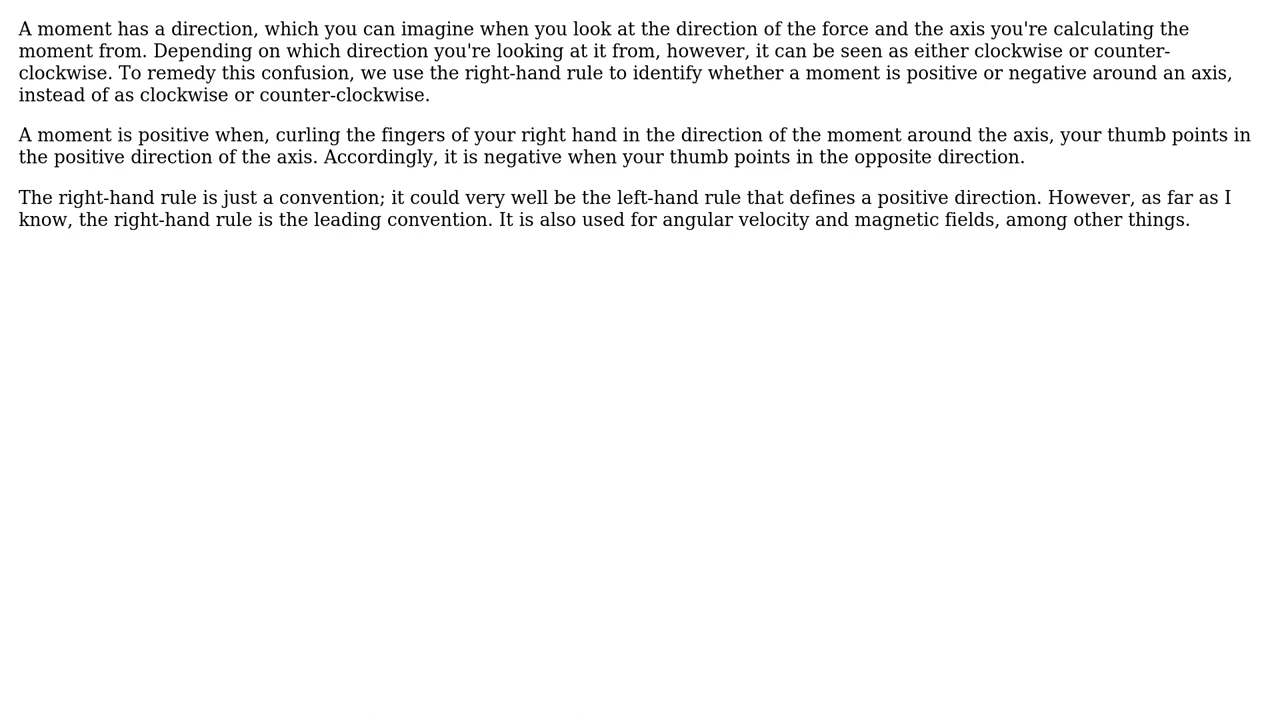 A moment has a direction, which you can imagine when you look at the direction of the force and the axis you're calculating the
moment from. Depending on which direction you're looking at it from, however, it can be seen as either clockwise or counter-
clockwise. To remedy this confusion, we use the right-hand rule to identify whether a moment is positive or negative around an axis,
instead of as clockwise or counter-clockwise.
A moment is positive when, curling the fingers of your right hand in the direction of the moment around the axis, your thumb points in
the positive direction of the axis. Accordingly, it is negative when your thumb points in the opposite direction.
The right-hand rule is just a convention; it could very well be the left-hand rule that defines a positive direction. However, as far as I
know, the right-hand rule is the leading convention. It is also used for angular velocity and magnetic fields, among other things.